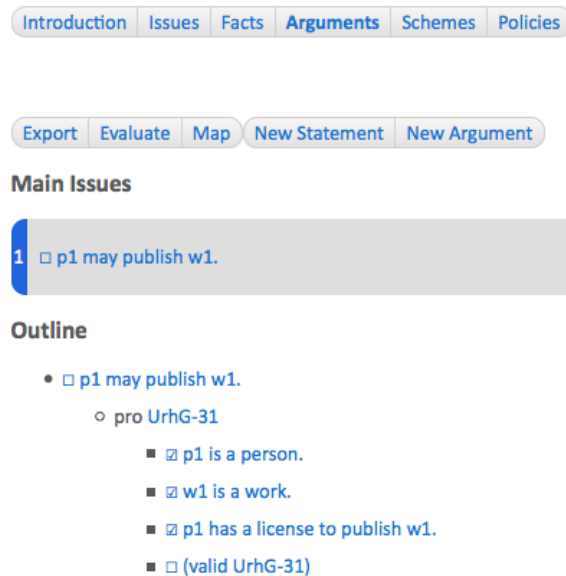 Introduction Issues Facts Arguments Schemes Policies
Export Evaluate Map New Statement New Argument
Main Issues
1 ☐ p1 may publish w1.
Outline
• ☐ p1 may publish w1.
○ pro UrhG-31
■ ☑ p1 is a person.
■ ☑ w1 is a work.
■ ☑ p1 has a license to publish w1.
■ ☐ (valid UrhG-31)